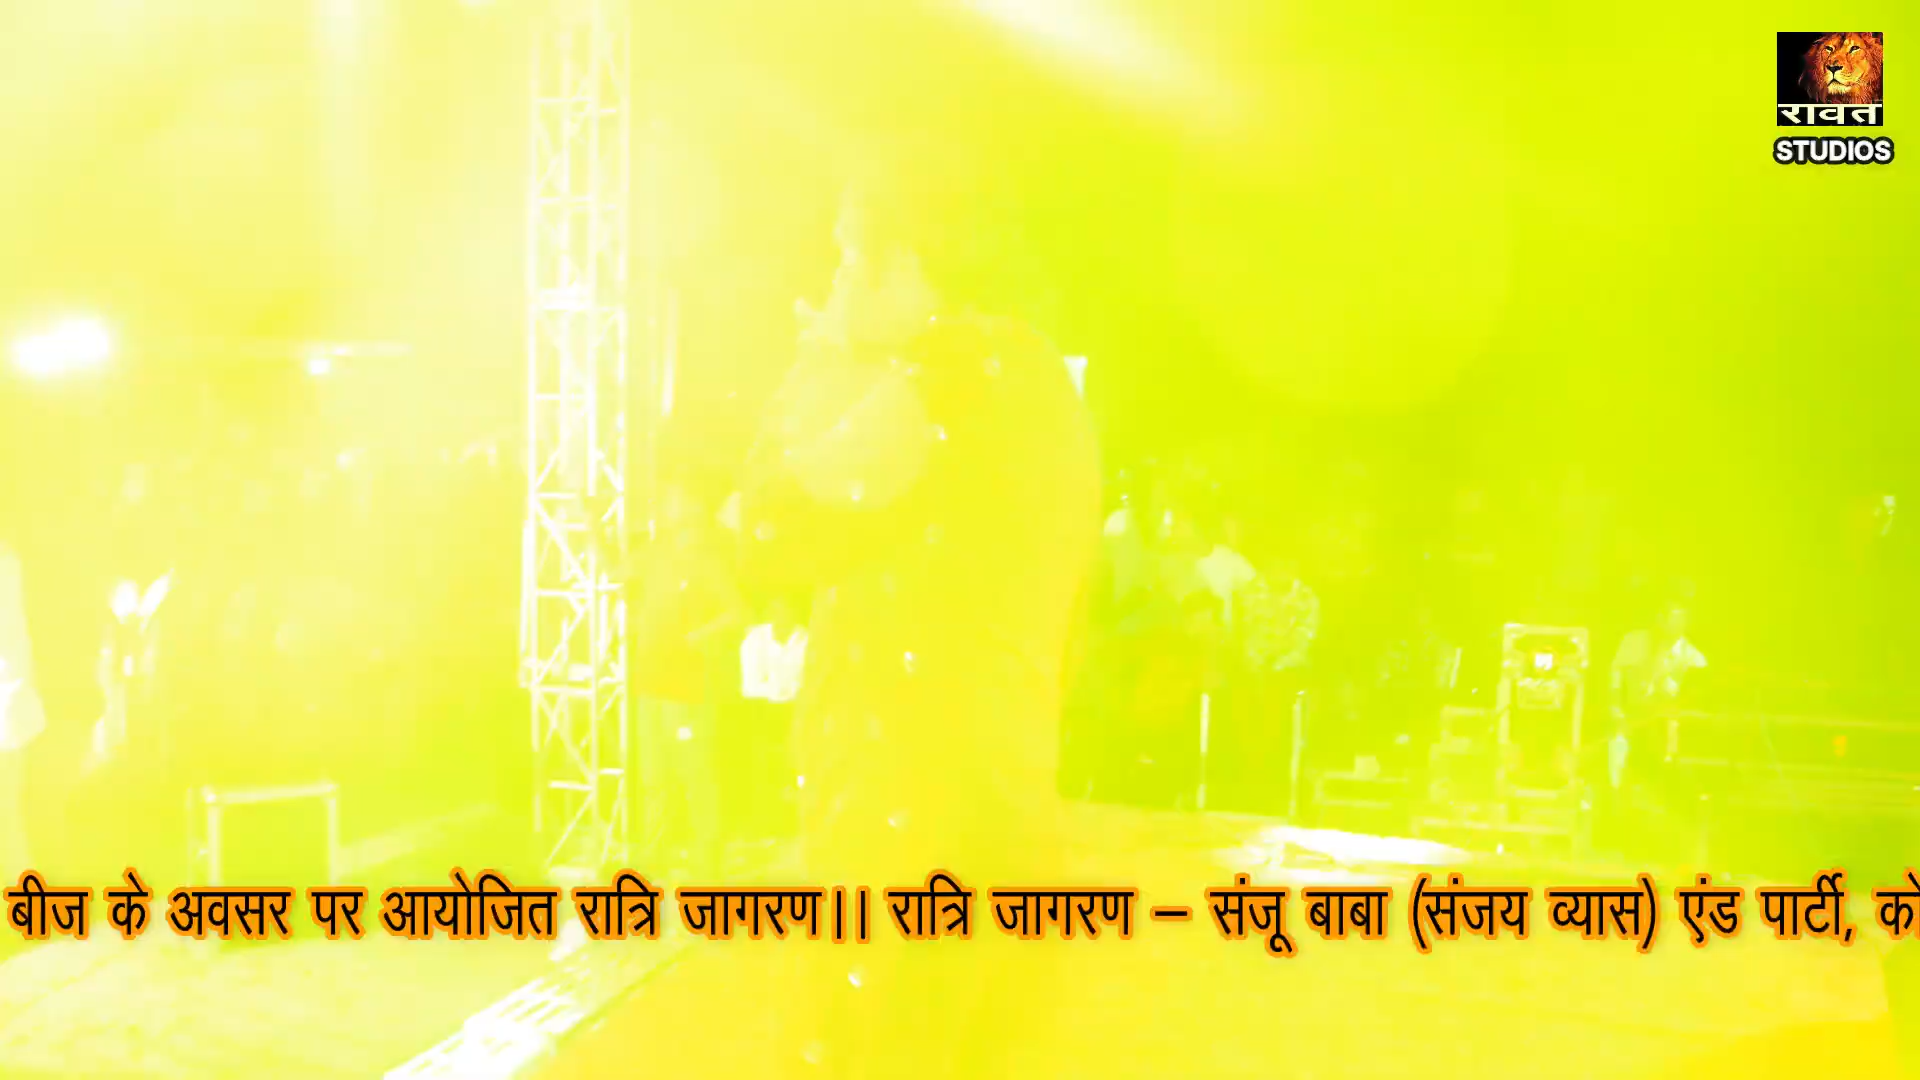 रावत
STUDIOS
बीज के अवसर पर आयोजित रात्रि जागरण।। रात्रि जागरण – संजू बाबा (संजय व्यास) एंड पार्टी,